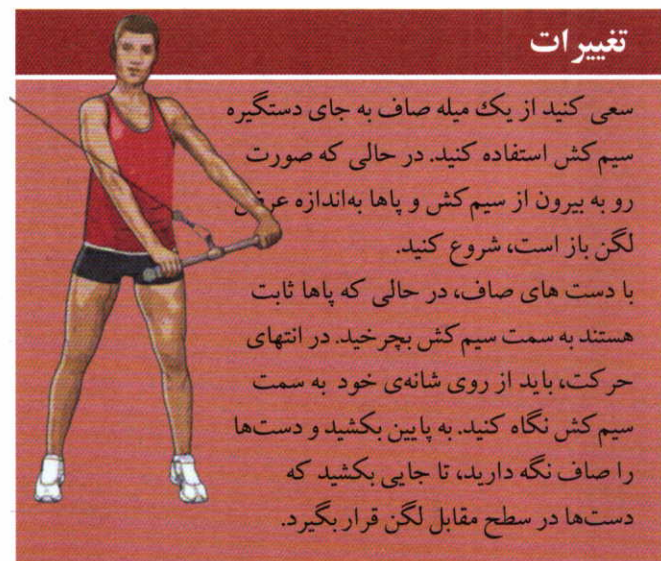 تغییرات
سعی کنید از یک میله صاف به جای دستگیره
سیم کش استفاده کنید. در حالی که صورت
رو به بیرون از سیم کش و پاها به‌اندازه عرض
لگن باز است، شروع کنید.
با دست های صاف، در حالی که پاها ثابت
هستند به سمت سیم کش بچرخید. در انتهای
حرکت، باید از روی شانه‌ی خود به سمت
سیم کش نگاه کنید. به پایین بکشید و دست‌ها
را صاف نگه دارید، تا جایی بکشید که
دست‌ها در سطح مقابل لگن قرار بگیرد.